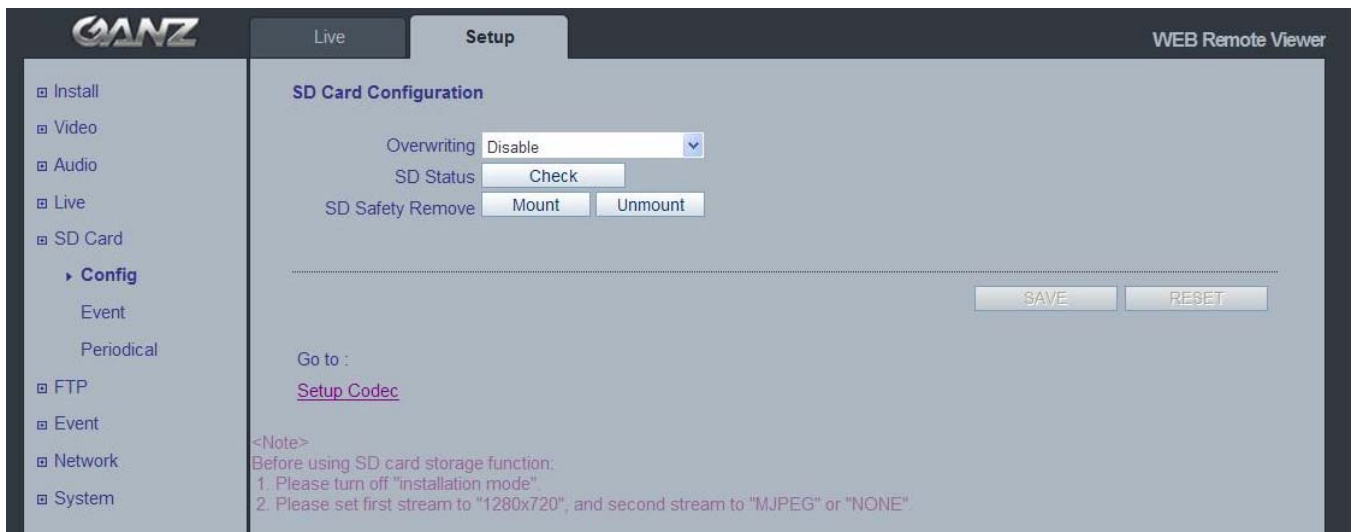 GANZ
Live
Setup
WEB Remote Viewer
Install
Video
Audio
Live
SD Card
Config
Event
Periodical
FTP
Event
Network
System
SD Card Configuration
Overwriting Disable
SD Status Check
SD Safety Remove Mount Unmount
SAVE RESET
Go to :
Setup Codec
<Note>
Before using SD card storage function:
1. Please turn off "installation mode".
2. Please set first stream to "1280x720", and second stream to "MJPEG" or "NONE".